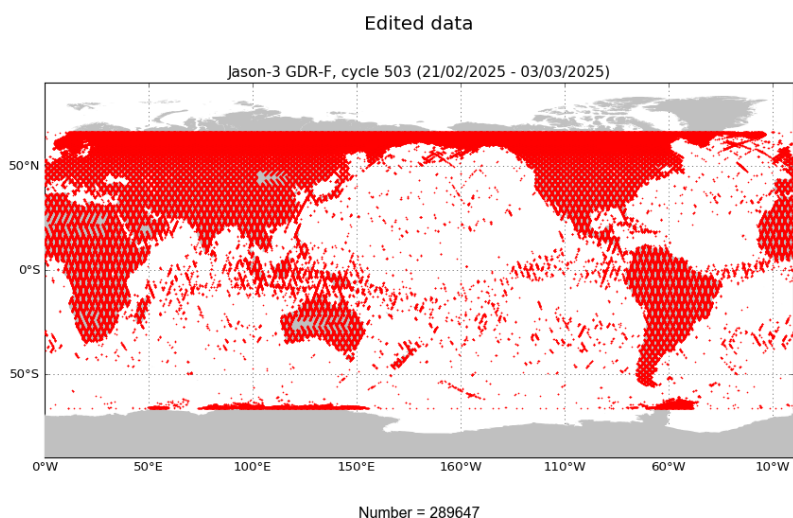 Edited data
Jason-3 GDR-F, cycle 503 (21/02/2025 - 03/03/2025)
50°N
0°S
50°S
0°W 50°E 100°E 150°E 160°W 110°W 60°W 10°W
Number = 289647